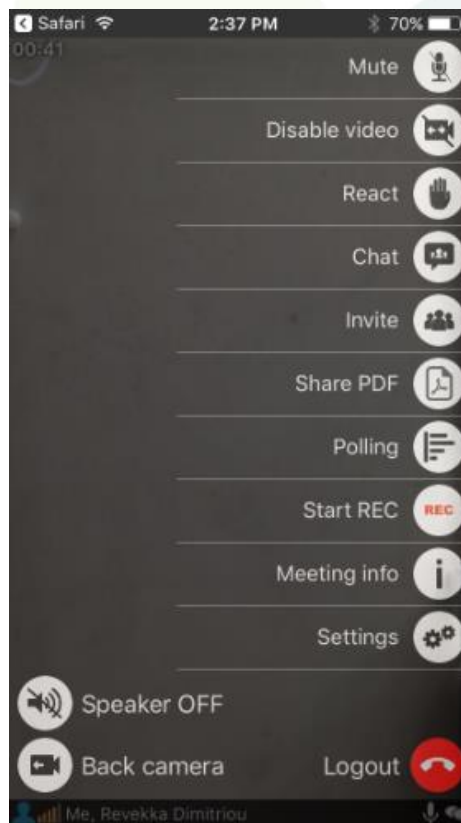 Safari 2:37 PM 70%
00:41
Mute
Disable video
React
Chat
Invite
Share PDF
Polling
Start REC REC
Meeting info
Settings
Speaker OFF
Back camera Logout
Me, Revekka Dimitriou